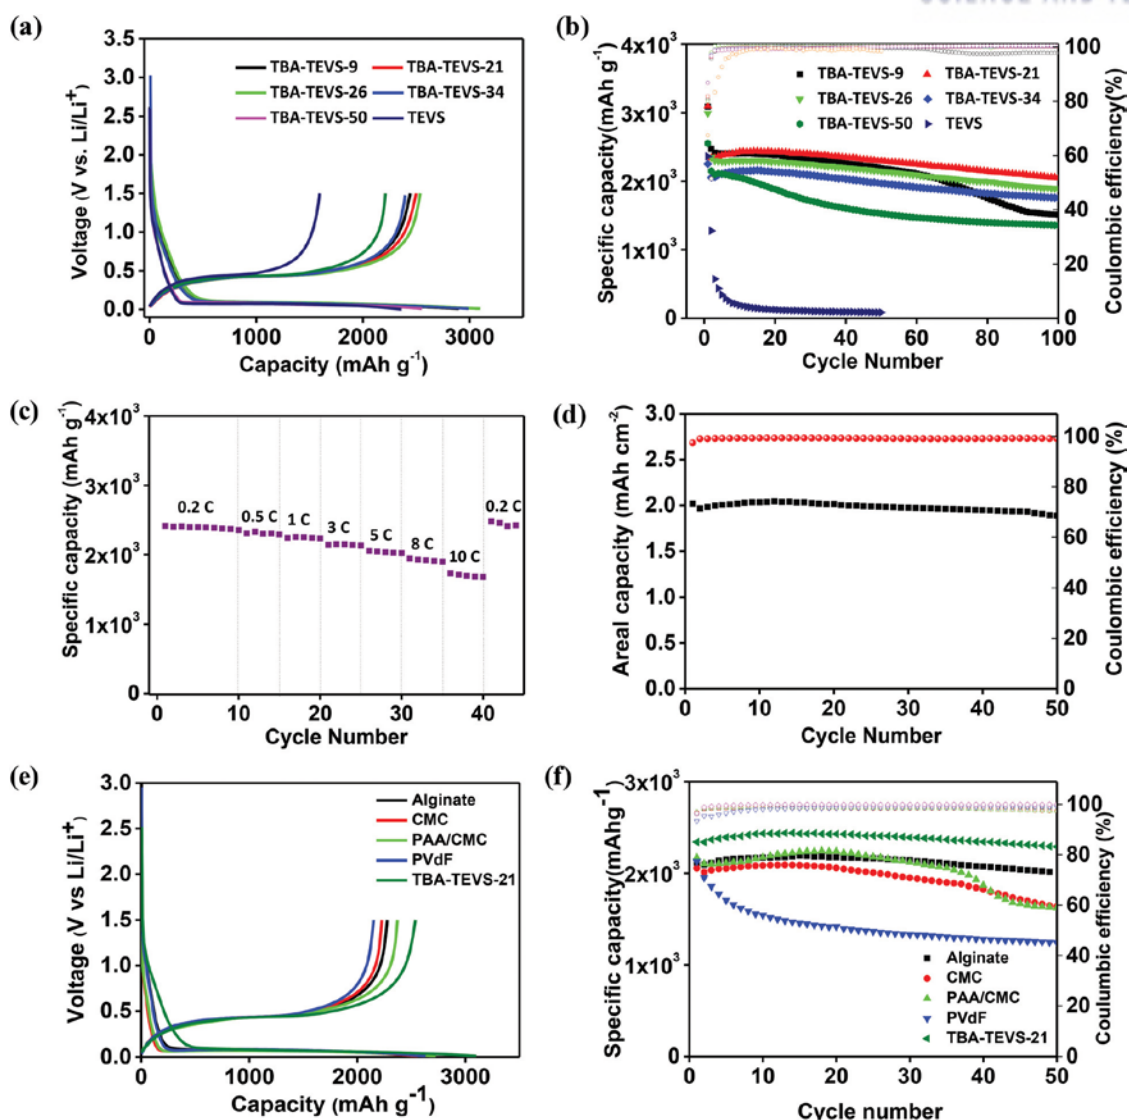 (a)
3.5
3.0
2.5
2.0
1.5
1.0
0.5
0.0
Voltage (V vs. Li/Li⁺)
TBA-TEVS-9
TBA-TEVS-21
TBA-TEVS-26
TBA-TEVS-34
TBA-TEVS-50
TEVS
0
1000
2000
3000
Capacity (mAh g⁻¹)
(b)
4x10³
3x10³
2x10³
1x10³
0
Specific capacity(mAh g⁻¹)
TBA-TEVS-9
TBA-TEVS-21
TBA-TEVS-26
TBA-TEVS-34
TBA-TEVS-50
TEVS
100
80
60
40
20
0
Coulombic efficiency(%)
0
20
40
60
80
100
Cycle Number
(c)
4x10³
3x10³
2x10³
1x10³
0
Specific capacity (mAh g⁻¹)
0.2 C
0.5 C
1 C
3 C
5 C
8 C
10 C
0.2 C
0
10
20
30
40
Cycle Number
(d)
3.0
2.5
2.0
1.5
1.0
0.5
0.0
Areal capacity (mAh cm⁻²)
100
80
60
40
20
0
Coulombic efficiency (%)
0
10
20
30
40
50
Cycle Number
(e)
3.0
2.5
2.0
1.5
1.0
0.5
0.0
Voltage (V vs Li/Li⁺)
Alginate
CMC
PAA/CMC
PVdF
TBA-TEVS-21
0
1000
2000
3000
Capacity (mAh g⁻¹)
(f)
3x10³
2x10³
1x10³
0
Specific capacity(mAhg⁻¹)
Alginate
CMC
PAA/CMC
PVdF
TBA-TEVS-21
100
80
60
40
20
0
Coulumbic efficiency (%)
0
10
20
30
40
50
Cycle number